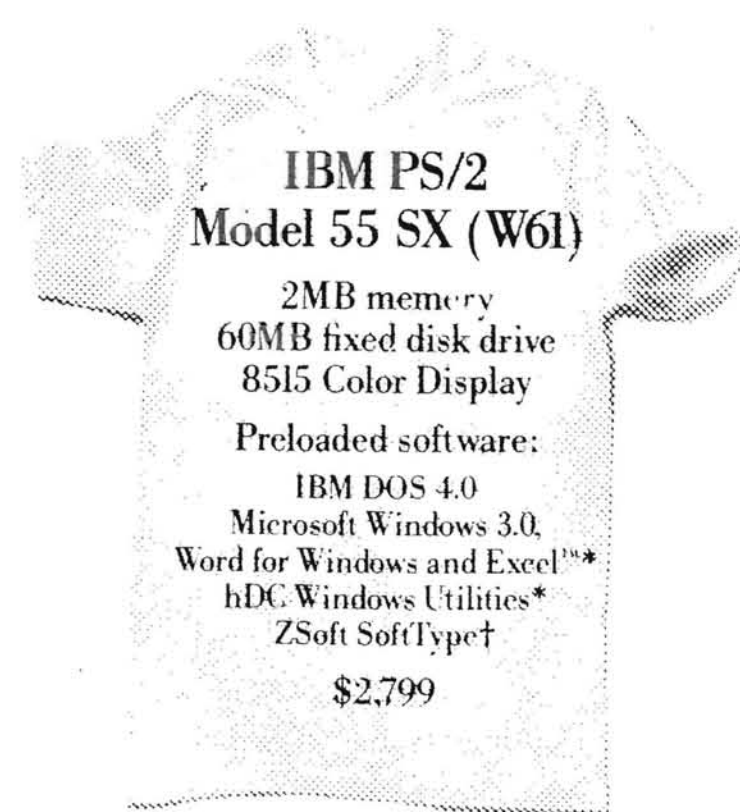 IBM PS/2
Model 55 SX (W61)
2MB memory
60MB fixed disk drive
8515 Color Display
Preloaded software:
IBM DOS 4.0
Microsoft Windows 3.0,
Word for Windows and Excel™*
hDC Windows Utilities*
ZSoft SoftType†
$2,799